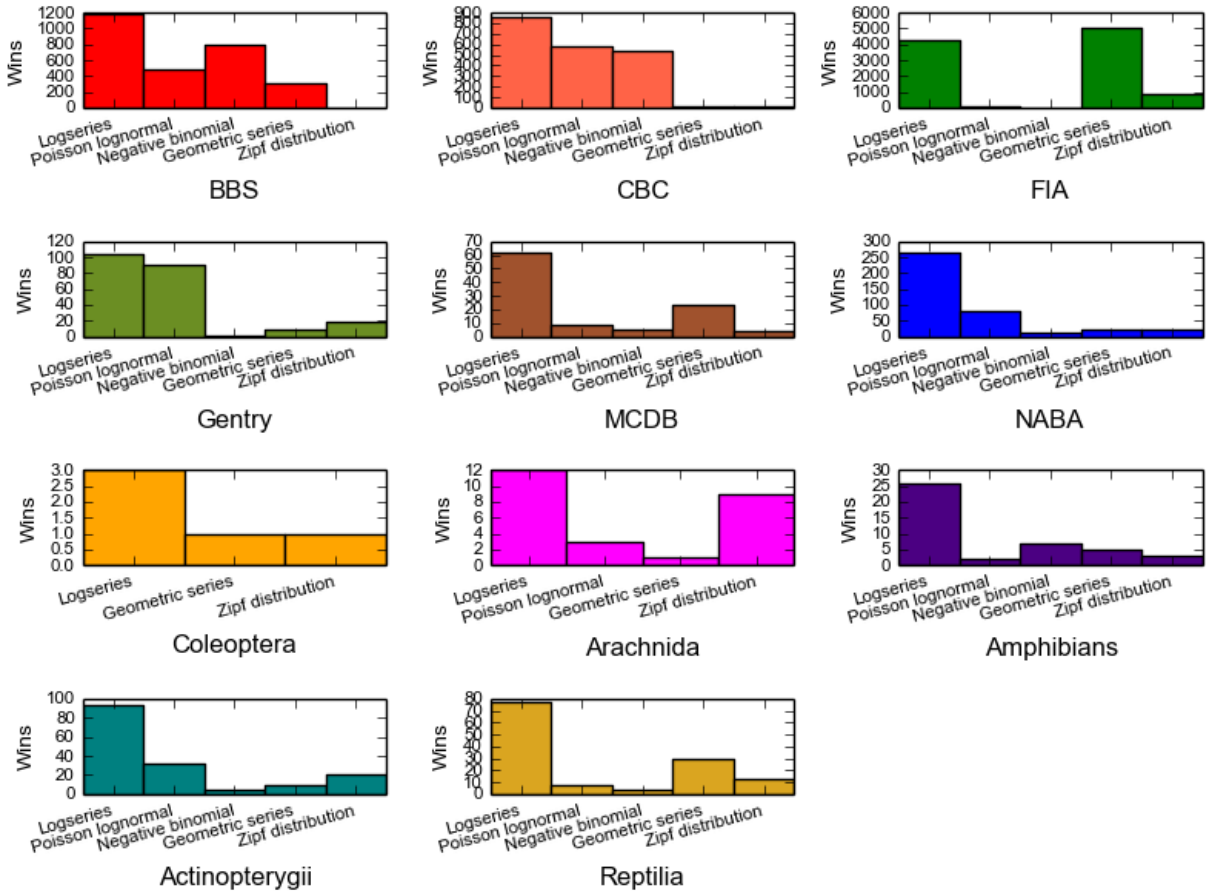 Wins
1200
1000
800
600
400
200
0
Logseries
Poisson lognormal
Negative binomial
Geometric series
Zipf distribution
BBS
Wins
900
800
700
600
500
400
300
200
100
0
Logseries
Poisson lognormal
Negative binomial
Geometric series
Zipf distribution
CBC
Wins
6000
5000
4000
3000
2000
1000
0
Logseries
Poisson lognormal
Negative binomial
Geometric series
Zipf distribution
FIA
Wins
120
100
80
60
40
20
0
Logseries
Poisson lognormal
Negative binomial
Geometric series
Zipf distribution
Gentry
Wins
70
60
50
40
30
20
10
0
Logseries
Poisson lognormal
Negative binomial
Geometric series
Zipf distribution
MCDB
Wins
300
250
200
150
100
50
0
Logseries
Poisson lognormal
Negative binomial
Geometric series
Zipf distribution
NABA
Wins
3.0
2.5
2.0
1.5
1.0
0.5
0.0
Logseries
Geometric series
Zipf distribution
Coleoptera
Wins
12
10
8
6
4
2
0
Logseries
Poisson lognormal
Geometric series
Zipf distribution
Arachnida
Wins
30
25
20
15
10
5
0
Logseries
Poisson lognormal
Negative binomial
Geometric series
Zipf distribution
Amphibians
Wins
100
80
60
40
20
0
Logseries
Poisson lognormal
Negative binomial
Geometric series
Zipf distribution
Actinopterygii
Wins
80
70
60
50
40
30
20
10
0
Logseries
Poisson lognormal
Negative binomial
Geometric series
Zipf distribution
Reptilia